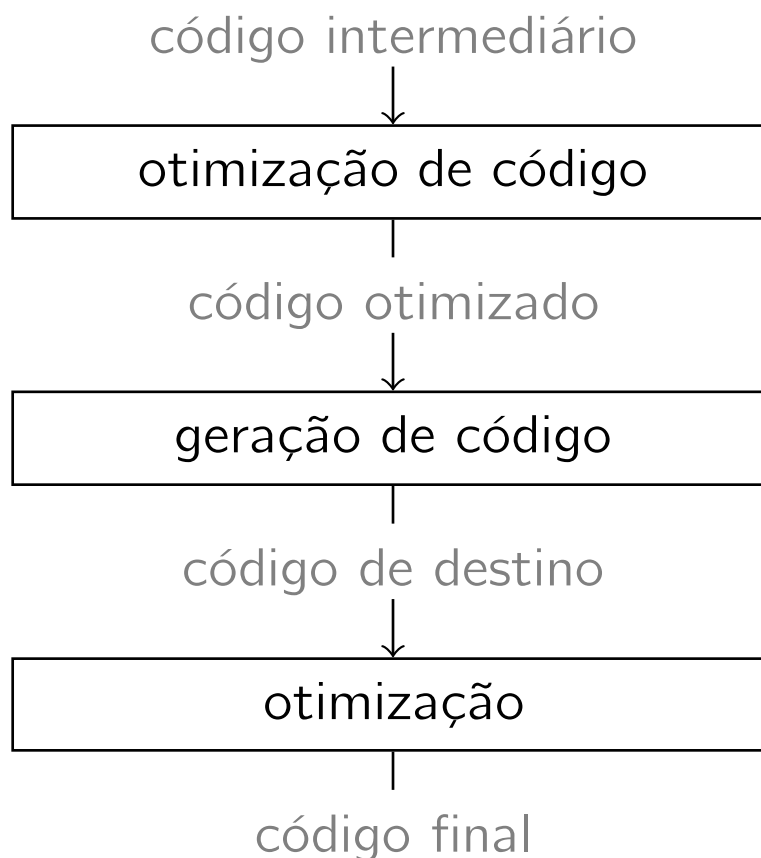 código intermediário
otimização de código
código otimizado
geração de código
código de destino
otimização
código final